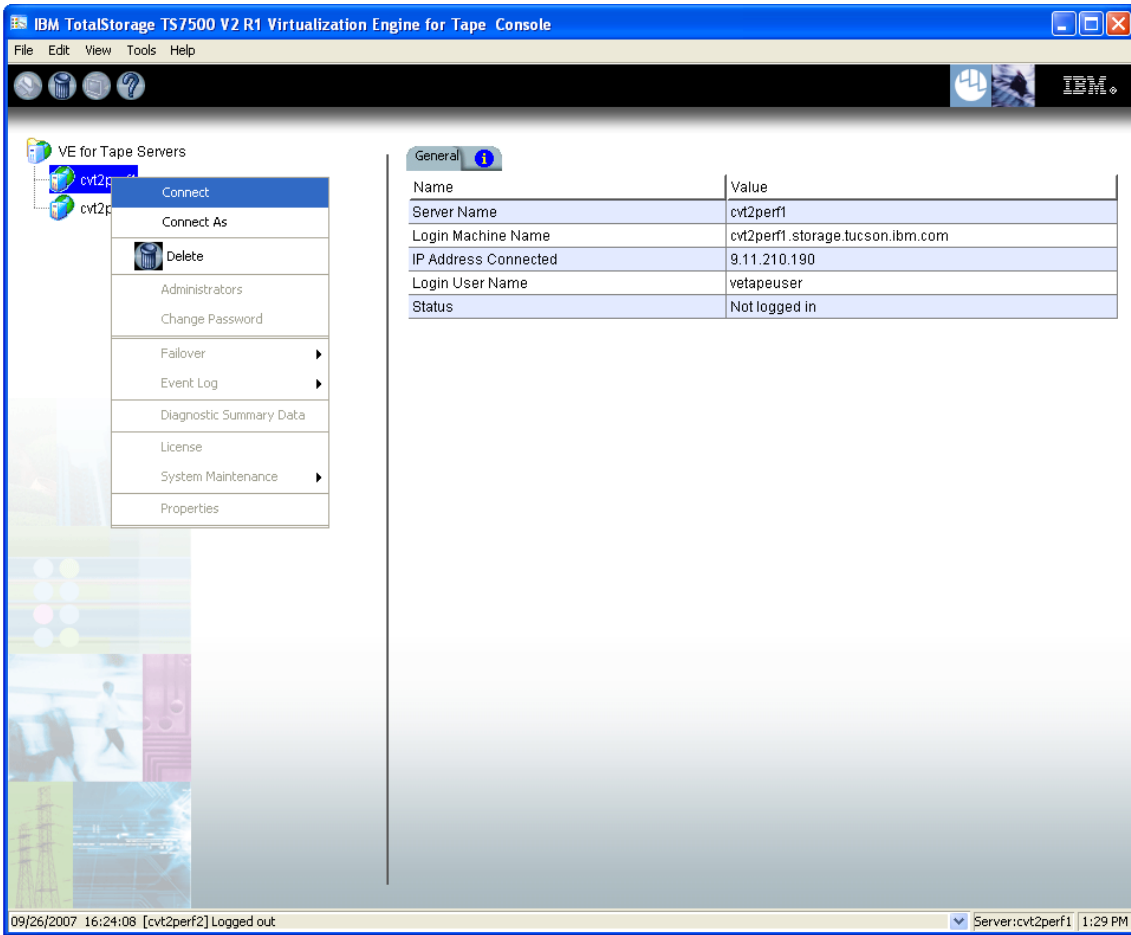 IBM TotalStorage TS7500 V2 R1 Virtualization Engine for Tape Console
File Edit View Tools Help
IBM
VE for Tape Servers
cvt2perf1
cvt2p
Connect
Connect As
Delete
Administrators
Change Password
Failover
Event Log
Diagnostic Summary Data
License
System Maintenance
Properties
General
Name Value
Server Name cvt2perf1
Login Machine Name cvt2perf1.storage.tucson.ibm.com
IP Address Connected 9.11.210.190
Login User Name vetapeuser
Status Not logged in
09/26/2007 16:24:08 [cvt2perf2] Logged out
Server:cvt2perf1 1:29 PM